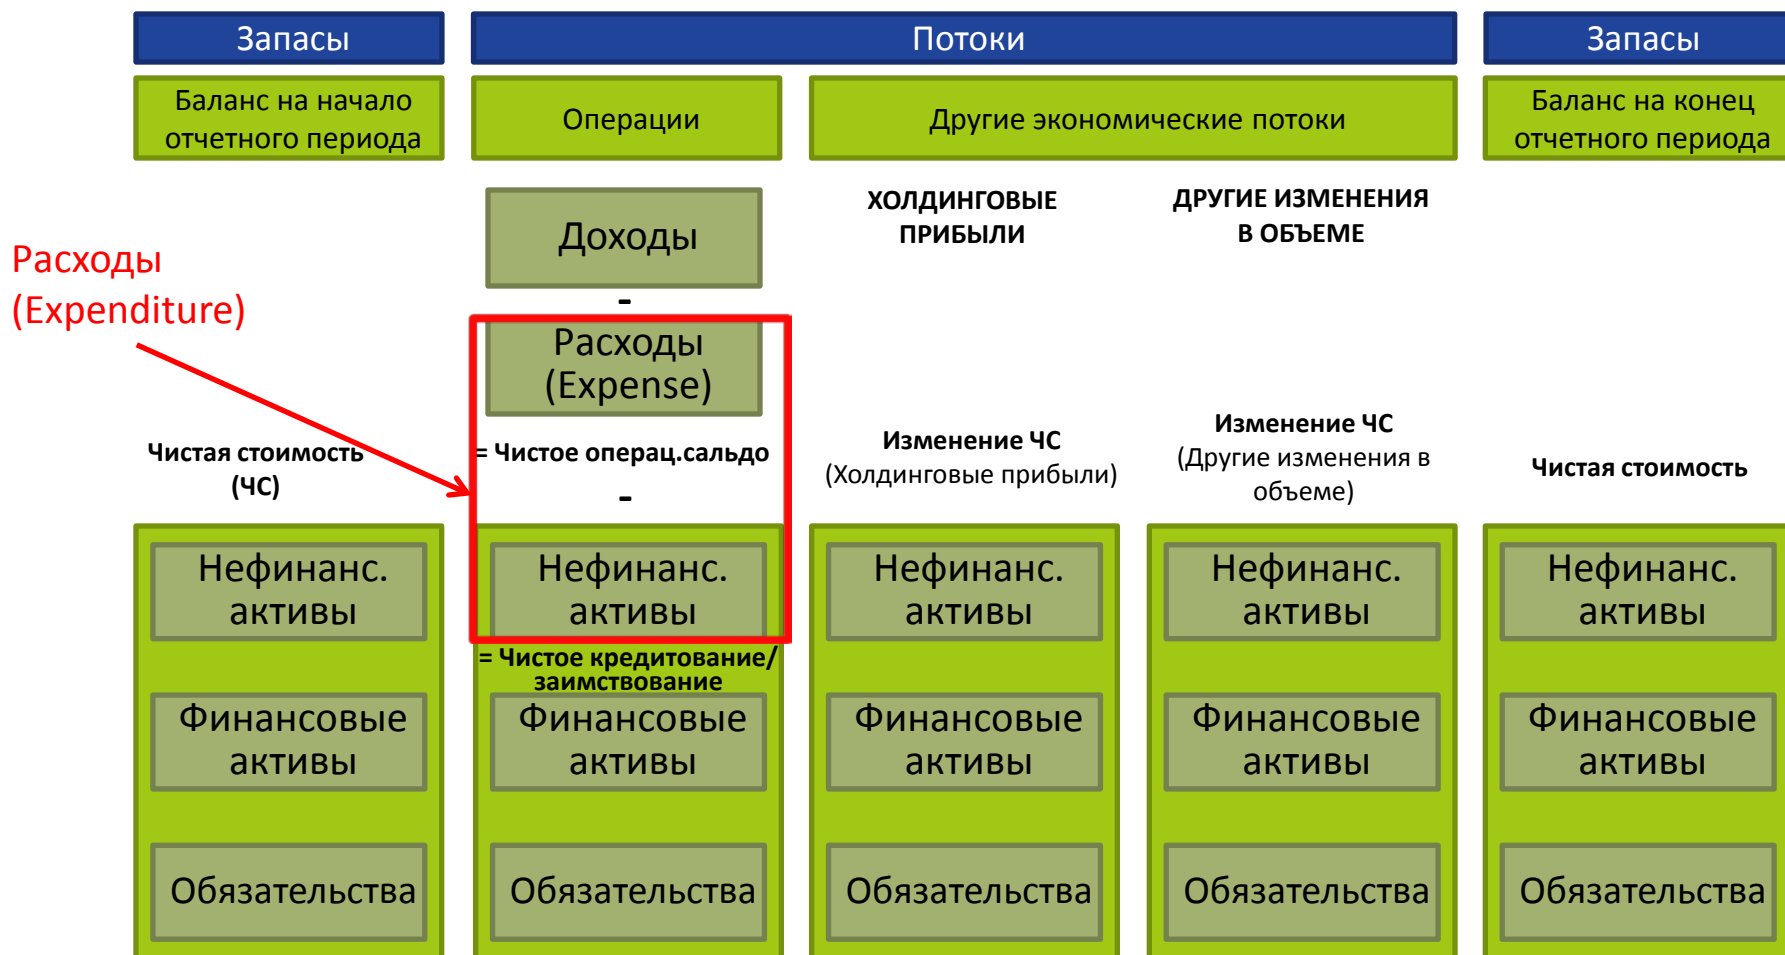 Запасы
Потоки
Запасы
Баланс на начало
отчетного периода
Операции
Другие экономические потоки
Баланс на конец
отчетного периода
Доходы
ХОЛДИНГОВЫЕ
ПРИБЫЛИ
ДРУГИЕ ИЗМЕНЕНИЯ
В ОБЪЕМЕ
Расходы
(Expenditure)
-
Расходы
(Expense)
Чистая стоимость
(ЧС)
= Чистое операц.сальдо
-
Изменение ЧС
(Холдинговые прибыли)
Изменение ЧС
(Другие изменения в
объеме)
Чистая стоимость
Нефинанс.
активы
Нефинанс.
активы
Нефинанс.
активы
Нефинанс.
активы
Нефинанс.
активы
= Чистое кредитование/
заимствование
Финансовые
активы
Финансовые
активы
Финансовые
активы
Финансовые
активы
Финансовые
активы
Обязательства
Обязательства
Обязательства
Обязательства
Обязательства